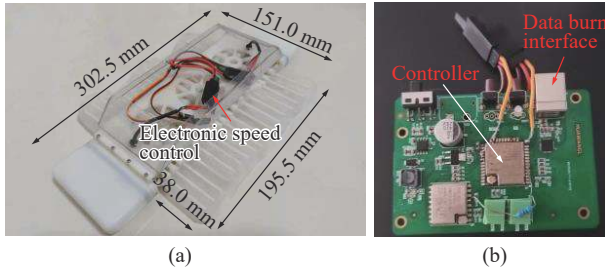 302.5 mm
151.0 mm
Electronic speed
control
38.0 mm
195.5 mm
(a)
Data burn
interface
Controller
(b)